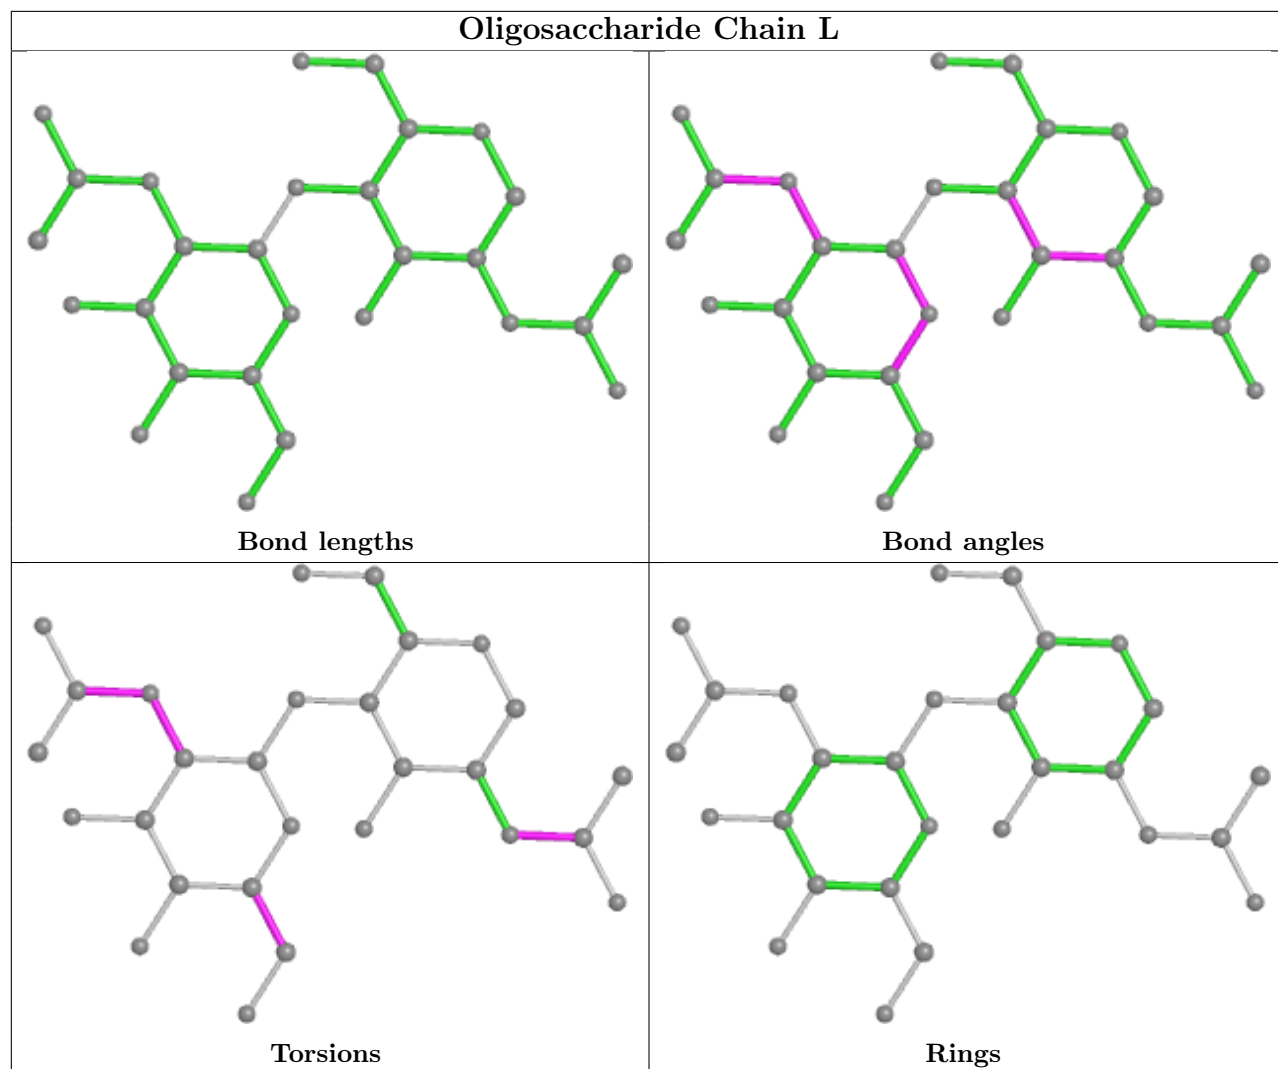 Oligosaccharide Chain L
Bond lengths
Bond angles
Torsions
Rings